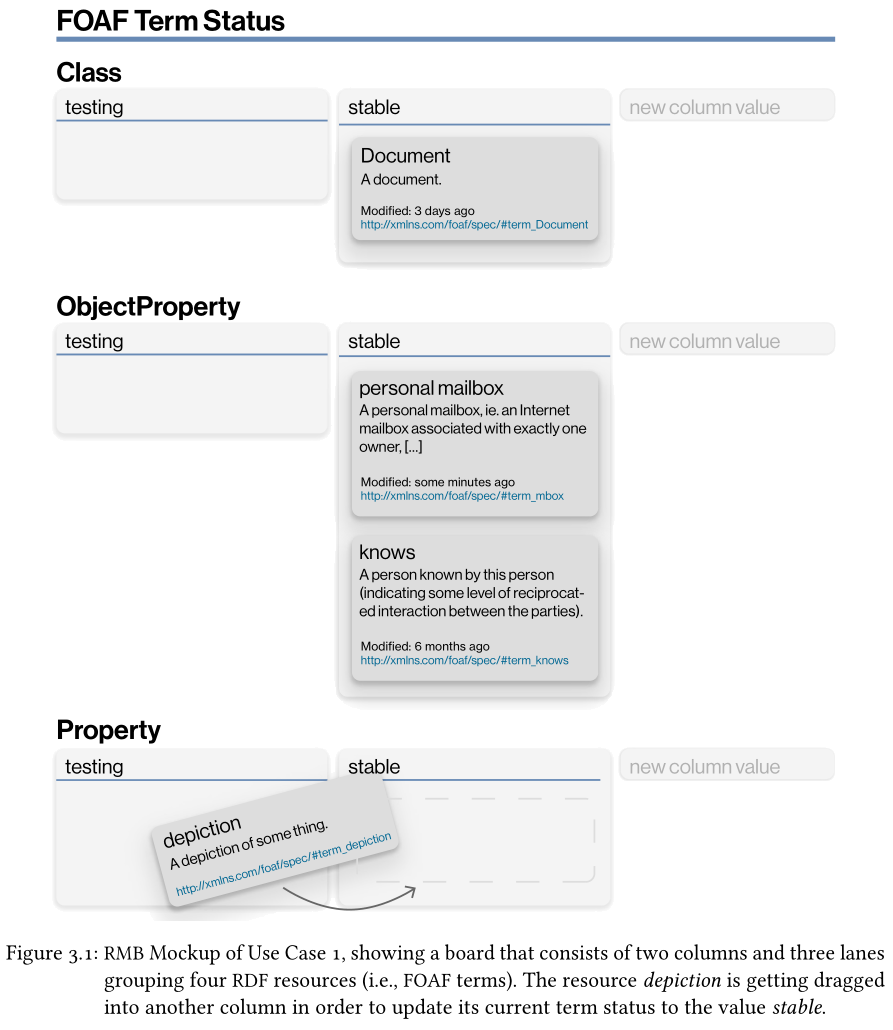 FOAF Term Status
Class
testing
stable
new column value
Document
A document.
Modified: 3 days ago
http://xmlns.com/foaf/spec/#term_Document
ObjectProperty
testing
stable
new column value
personal mailbox
A personal mailbox, ie. an Internet
mailbox associated with exactly one
owner, [...]
Modified: some minutes ago
http://xmlns.com/foaf/spec/#term_mbox
knows
A person known by this person
(indicating some level of reciprocat-
ed interaction between the parties).
Modified: 6 months ago
http://xmlns.com/foaf/spec/#term_knows
Property
testing
stable
new column value
depiction
A depiction of some thing.
http://xmlns.com/foaf/spec/#term_depiction
Figure 3.1: RMB Mockup of Use Case 1, showing a board that consists of two columns and three lanes
grouping four RDF resources (i.e., FOAF terms). The resource depiction is getting dragged
into another column in order to update its current term status to the value stable.